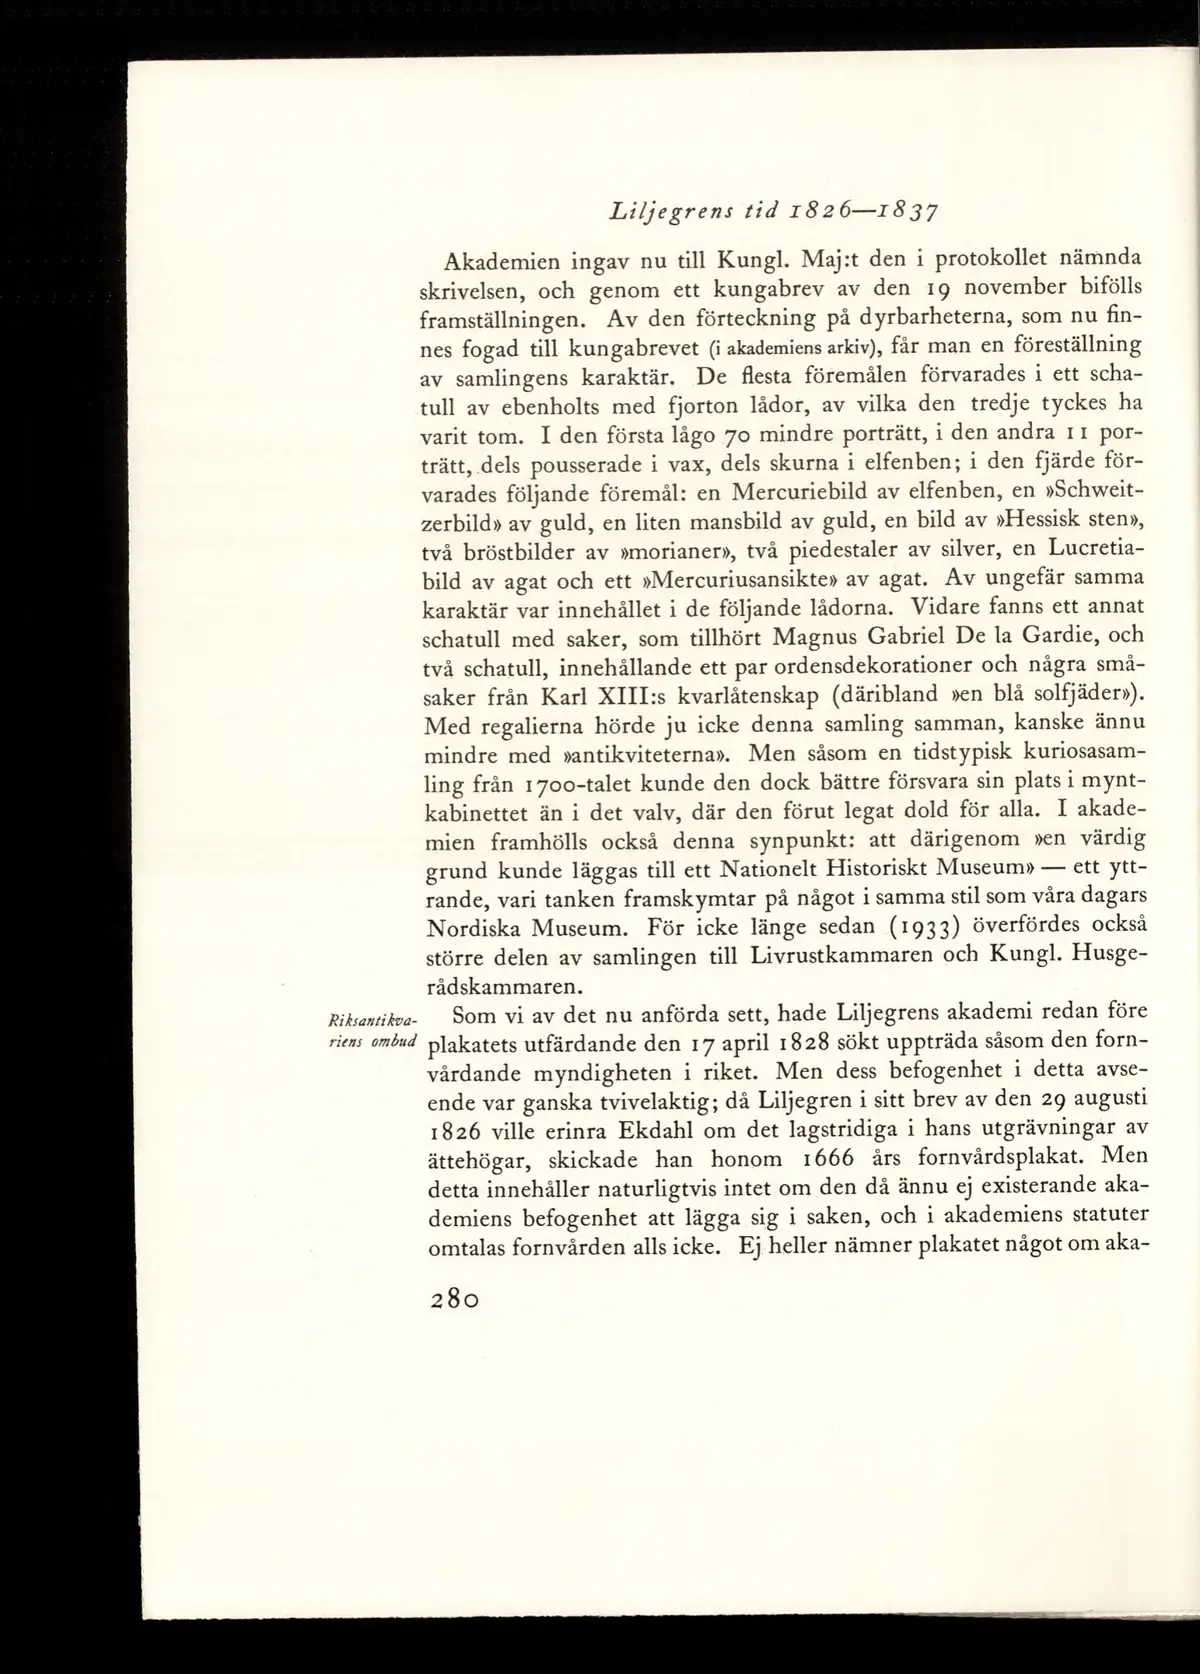 Liljegrens tid 1826—1837
Akademien ingav nu till Kungl. Maj:t den i protokollet nämnda
skrivelsen, och genom ett kungabrev av den 19 november bifölls
framställningen. Av den förteckning på dyrbarheterna, som nu fin-
nes fogad till kungabrevet (i akademiens arkiv), får man en föreställning
av samlingens karaktär. De flesta föremålen förvarades i ett scha-
tull av ebenholts med fjorton lådor, av vilka den tredje tyckes ha
varit tom. I den första lågo 70 mindre porträtt, i den andra 11 por-
trätt, dels pousserade i vax, dels skurna i elfenben; i den fjärde för-
varades följande föremål: en Mercuriebild av elfenben, en »Schweit-
zerbild» av guld, en liten mansbild av guld, en bild av »Hessisk sten»,
två bröstbilder av »morianer», två piedestaler av silver, en Lucretia-
bild av agat och ett »Mercuriusansikte» av agat. Av ungefär samma
karaktär var innehållet i de följande lådorna. Vidare fanns ett annat
schatull med saker, som tillhört Magnus Gabriel De la Gardie, och
två schatull, innehållande ett par ordensdekorationer och några små-
saker från Karl XIII:s kvarlåtenskap (däribland »en blå solfjäder»).
Med regalierna hörde ju icke denna samling samman, kanske ännu
mindre med »antikviteterna». Men såsom en tidstypisk kuriosasam-
ling från 1700-talet kunde den dock bättre försvara sin plats i mynt-
kabinettet än i det valv, där den förut legat dold för alla. I akade-
mien framhölls också denna synpunkt: att därigenom »en värdig
grund kunde läggas till ett Nationelt Historiskt Museum» — ett ytt-
rande, vari tanken framskymtar på något i samma stil som våra dagars
Nordiska Museum. För icke länge sedan (1933) överfördes också
större delen av samlingen till Livrustkammaren och Kungl. Husge-
rådskammaren.
Riksantikva-
riens ombud
Som vi av det nu anförda sett, hade Liljegrens akademi redan före
plakatets utfärdande den 17 april 1828 sökt uppträda såsom den forn-
vårdande myndigheten i riket. Men dess befogenhet i detta avse-
ende var ganska tvivelaktig; då Liljegren i sitt brev av den 29 augusti
1826 ville erinra Ekdahl om det lagstridiga i hans utgrävningar av
ättehögar, skickade han honom 1666 års fornvårdsplakat. Men
detta innehåller naturligtvis intet om den då ännu ej existerande aka-
demiens befogenhet att lägga sig i saken, och i akademiens statuter
omtalas fornvården alls icke. Ej heller nämner plakatet något om aka-
280